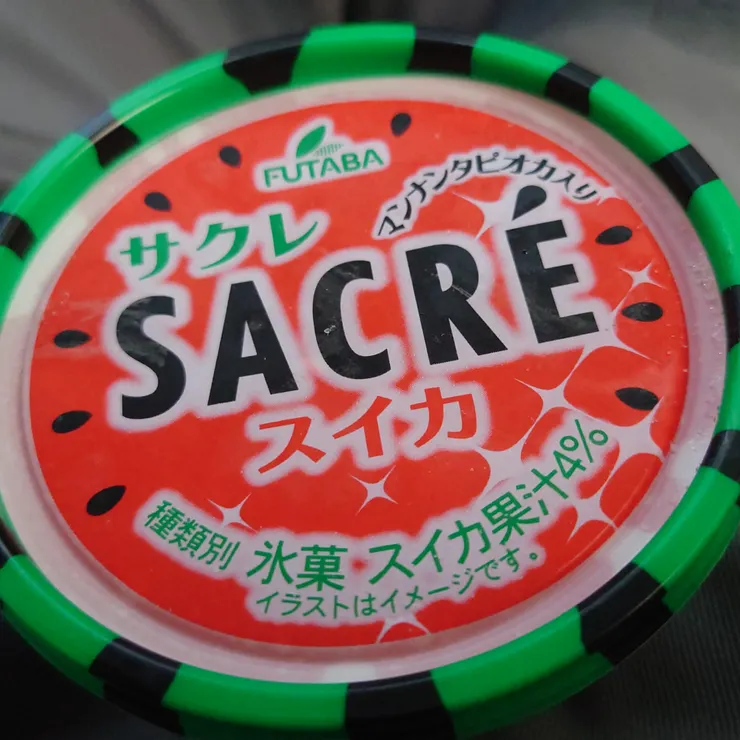 FUTABA
マンナンタピオカ入り
サクレ
SACRÉ
スイカ
種類別 氷菓 スイカ果汁4%
イラストはイメージです。